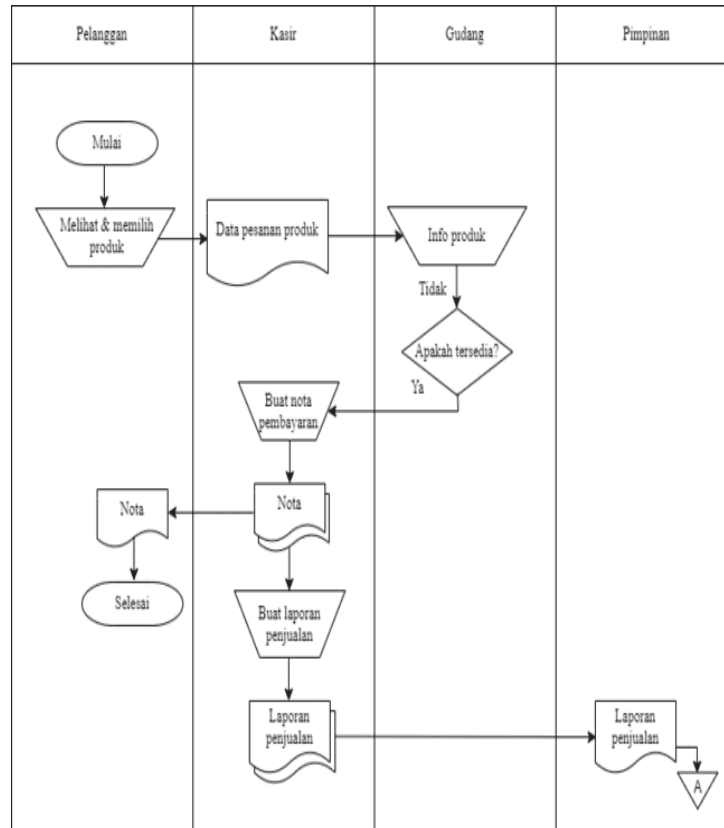 Pelanggan
Kasir
Gudang
Pimpinan
Mulai
Melihat & memilih
produk
Data pesanan produk
Info produk
Tidak
Apakah tersedia?
Ya
Buat nota
pembayaran
Nota
Nota
Selesai
Buat laporan
penjualan
Laporan
penjualan
Laporan
penjualan
A